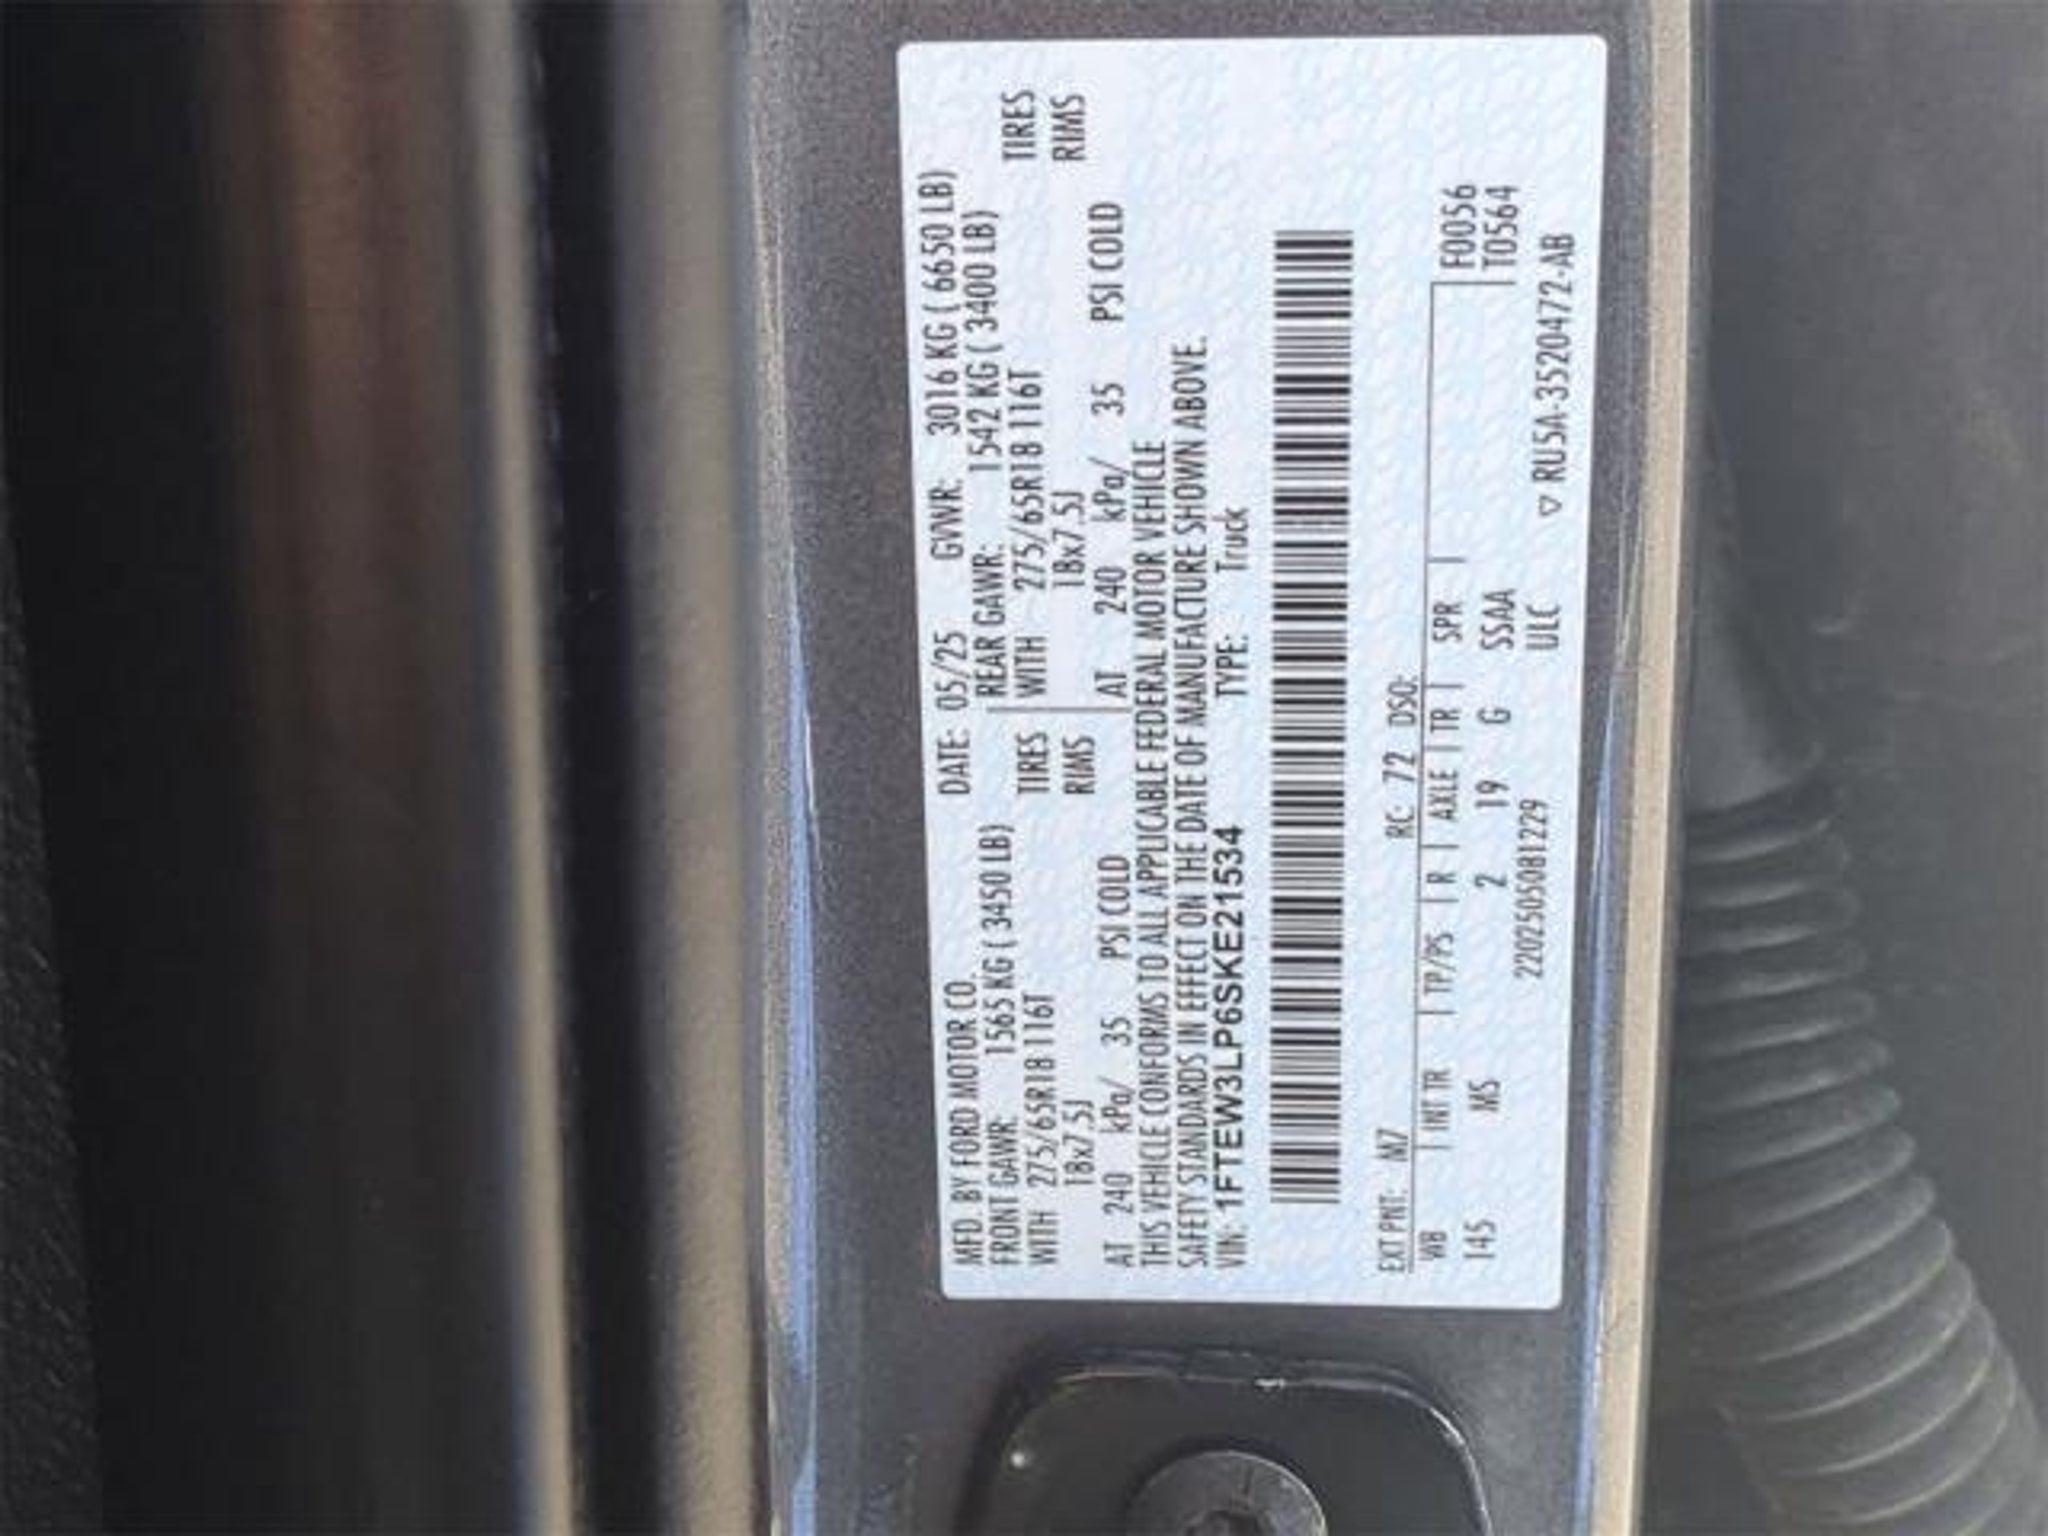 MFD. BY FORD MOTOR CO. DATE: 05/25 GVWR: 3016 KG ( 6650 LB)
FRONT GAWR: 1565 KG ( 3450 LB) REAR GAWR: 1542 KG ( 3400 LB)
WITH 275/65R18 116T TIRES WITH 275/65R18 116T TIRES
18x7.5J RIMS 18x7.5J RIMS
AT 240 kPa/ 35 PSI COLD AT 240 kPa/ 35 PSI COLD
THIS VEHICLE CONFORMS TO ALL APPLICABLE FEDERAL MOTOR VEHICLE
SAFETY STANDARDS IN EFFECT ON THE DATE OF MANUFACTURE SHOWN ABOVE.
VIN: 1FTEW3LP6SKE21534 TYPE: Truck
EXT PNT: M7 RC: 72 DSO:
WB INT TR TP/PS R AXLE TR SPR F0056
145 MS 2 19 G SSAA T0564
2202505081229 ULC ▽ RU5A-3520472-AB